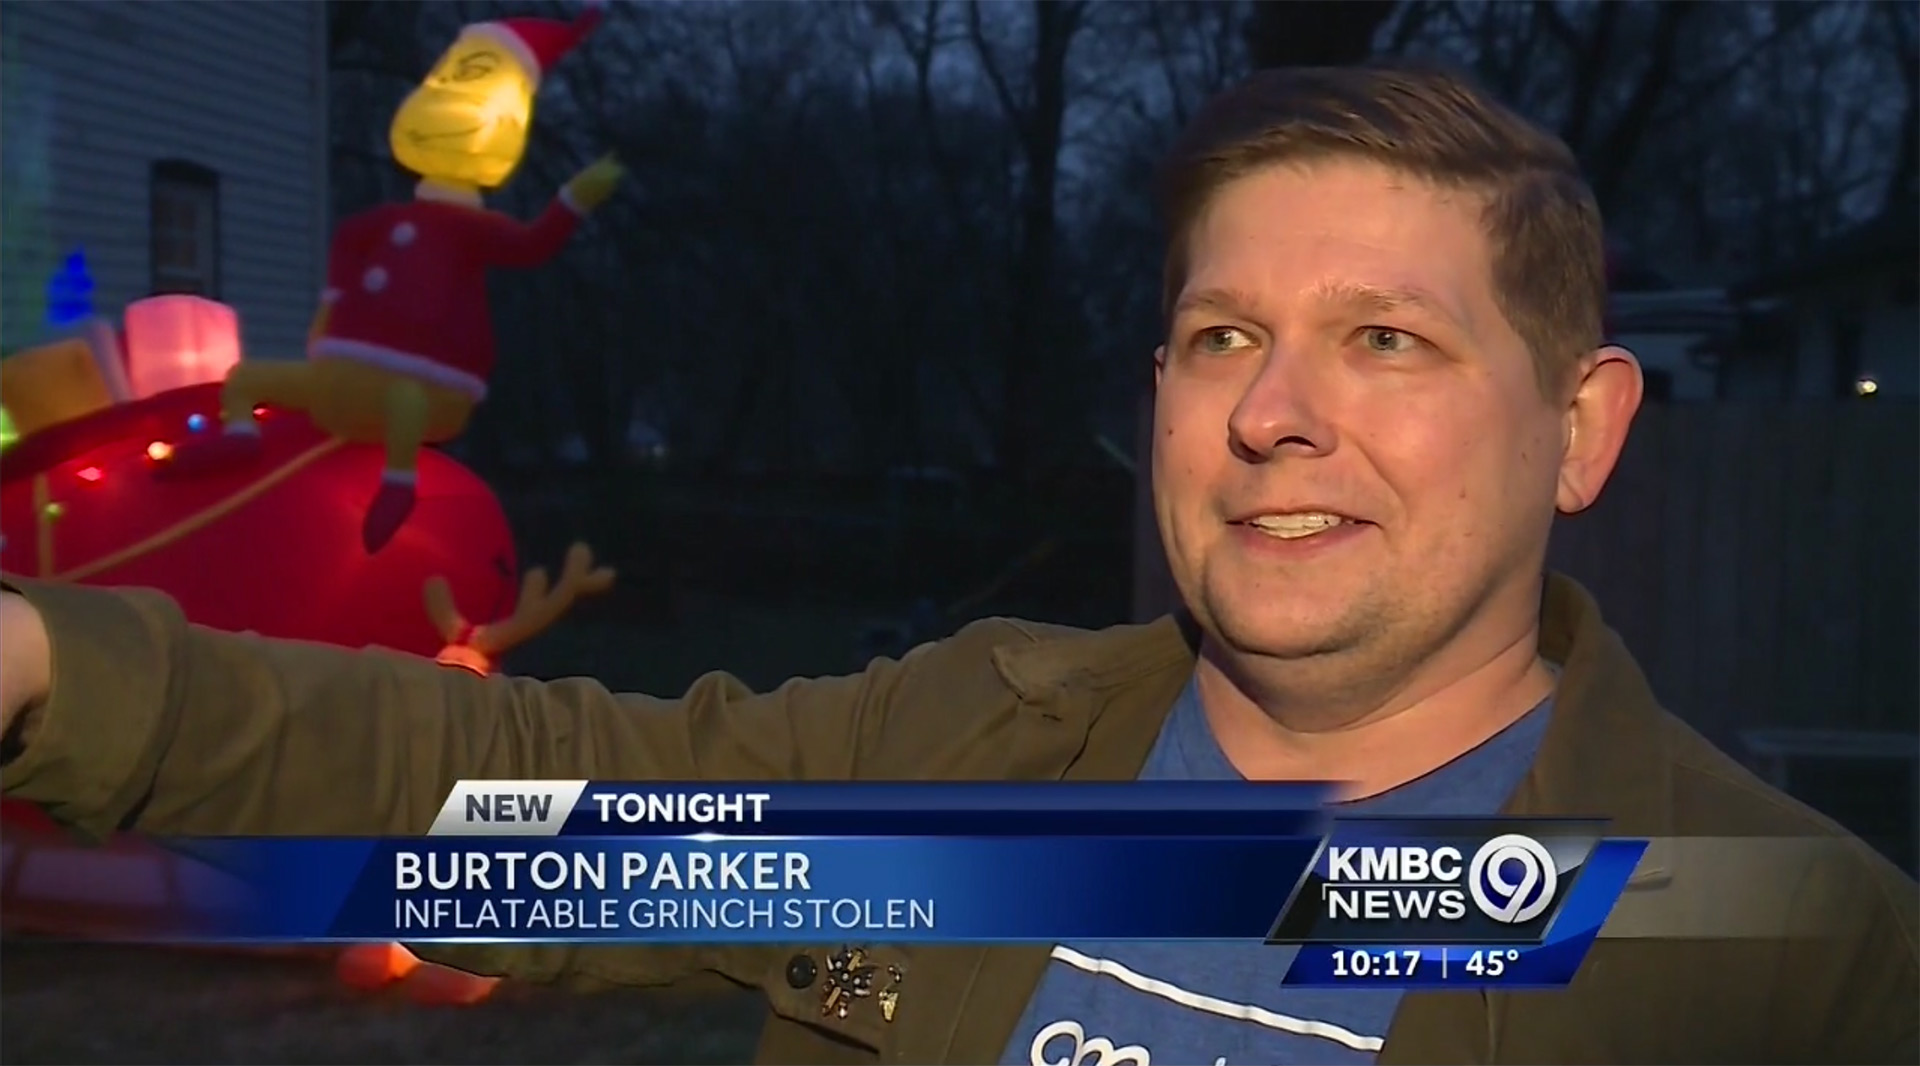 NEW TONIGHT
BURTON PARKER
INFLATABLE GRINCH STOLEN
KMBC 9
NEWS
10:17 | 45°